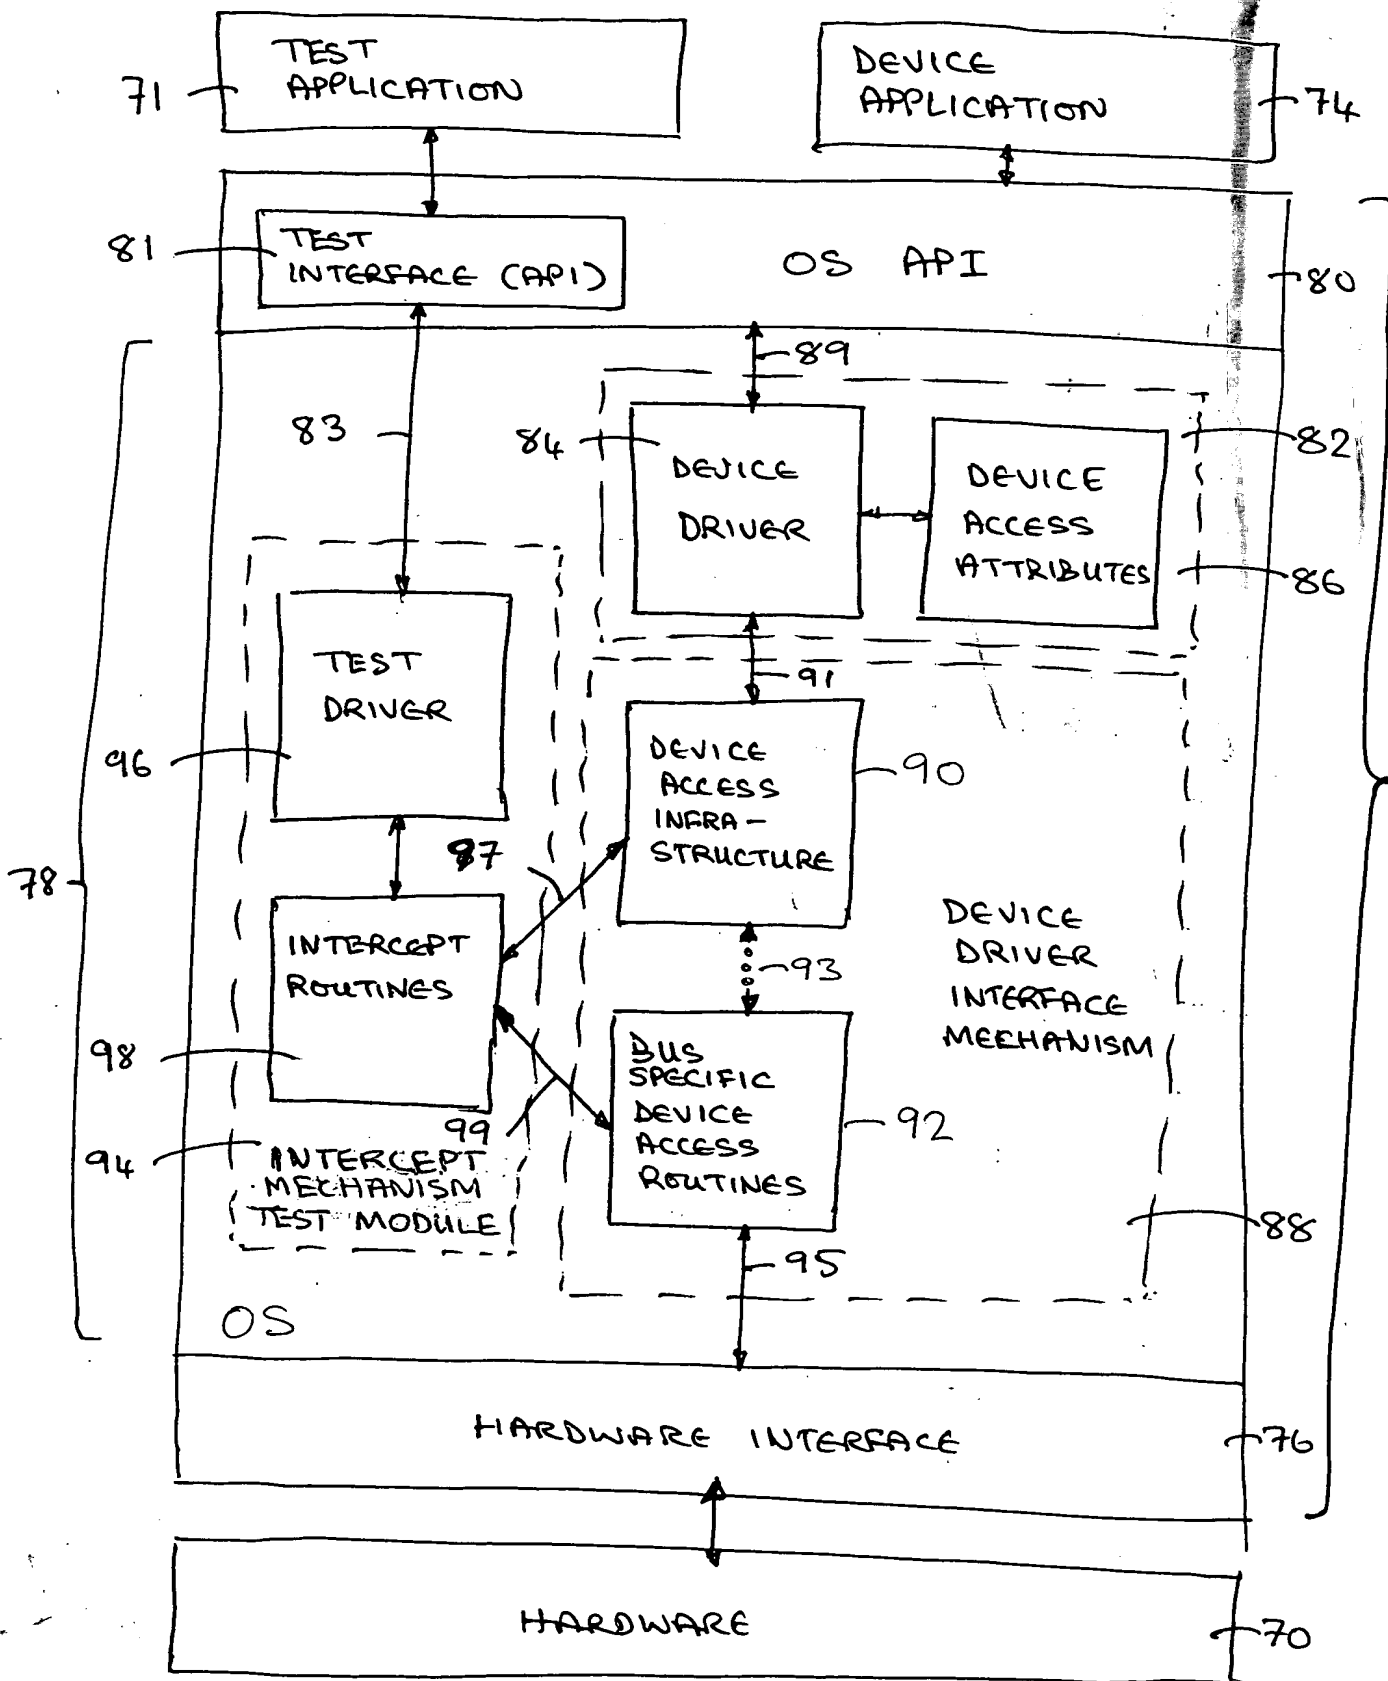 TEST
APPLICATION
71
DEVICE
APPLICATION
74
81
TEST
INTERFACE (API)
OS API
80
89
83
84
DEVICE
DRIVER
DEVICE
ACCESS
ATTRIBUTES
82
86
91
TEST
DRIVER
96
DEVICE
ACCESS
INFRA-
STRUCTURE
90
97
78
INTERCEPT
ROUTINES
93
DEVICE
DRIVER
INTERFACE
MECHANISM
98
BUS
SPECIFIC
DEVICE
ACCESS
ROUTINES
92
99
94
INTERCEPT
MECHANISM
TEST MODULE
88
95
OS
HARDWARE INTERFACE
76
HARDWARE
70